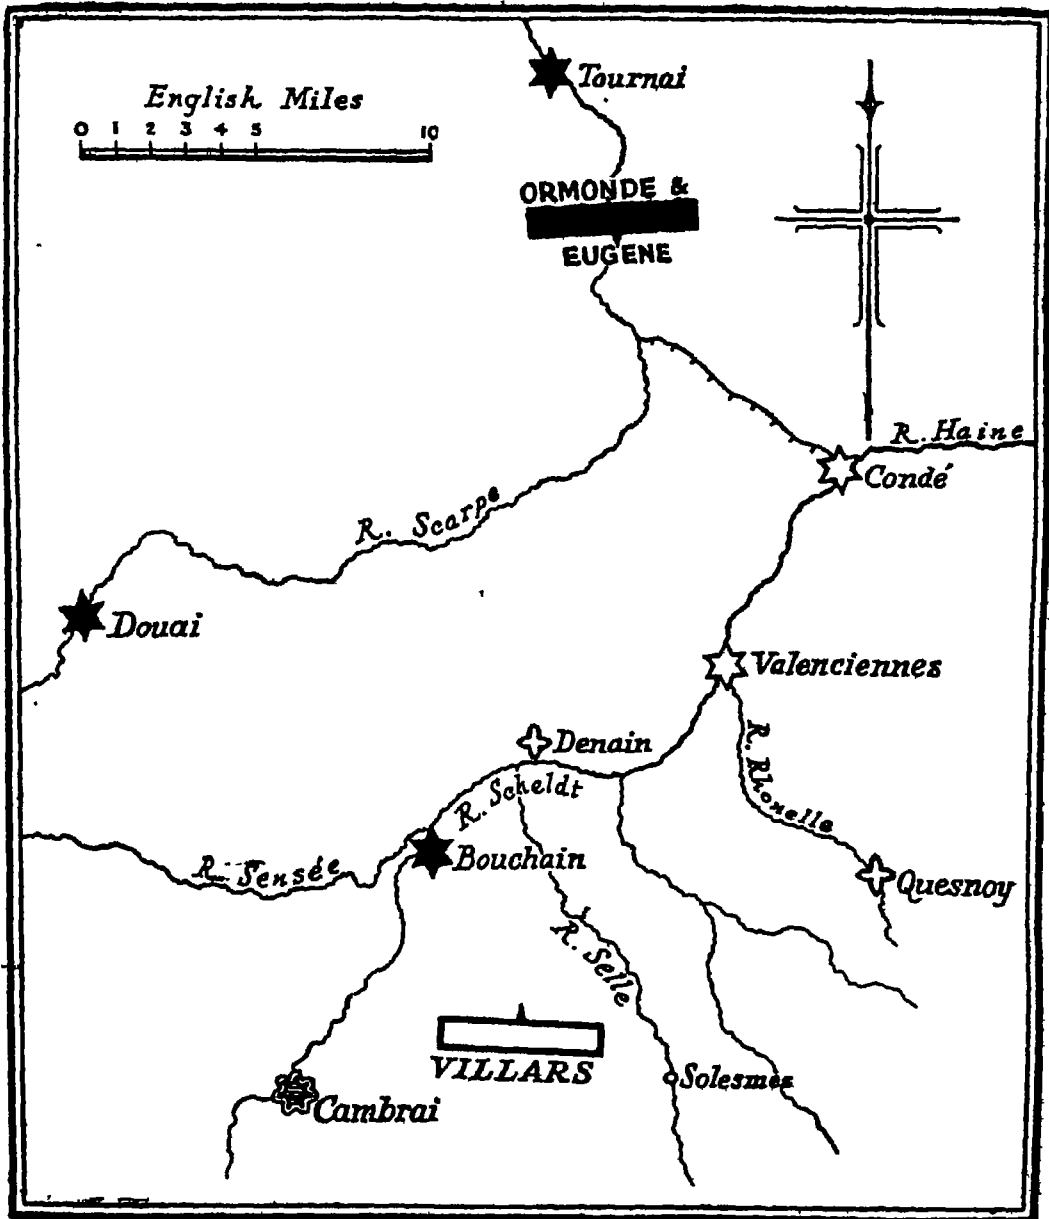 Tournai
English Miles
0 1 2 3 4 5 10
ORMONDE &
EUGENE
R. Haine
Condé
R. Scarpe
Douai
Valenciennes
R. Rhonelle
Denain
R. Scheldt
Bouchain
R. Sensée
Quesnoy
R. Selle
VILLARS
Solesmes
Cambrai